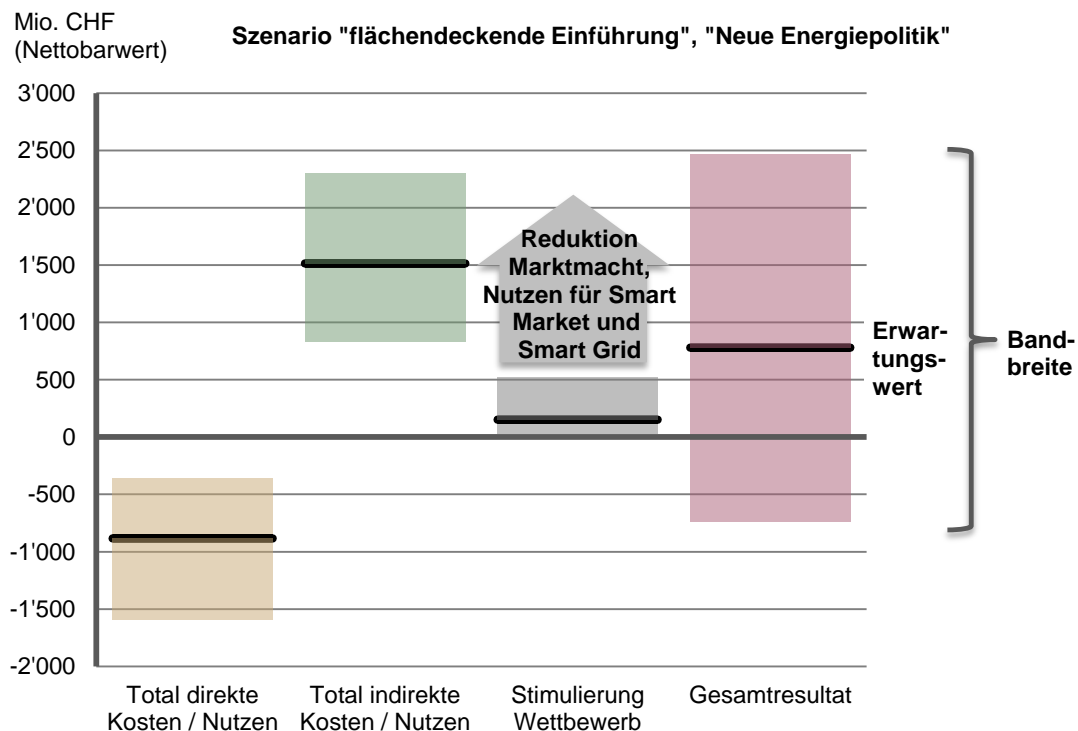 Mio. CHF
(Nettobarwert)
Szenario "flächendeckende Einführung", "Neue Energiepolitik"
3'000
2'500
2'000
1'500
1'000
500
0
-500
-1'000
-1'500
-2'000
Reduktion
Marktmacht,
Nutzen für Smart
Market und
Smart Grid
Erwar-
tungs-
wert
Band-
breite
Total direkte
Kosten / Nutzen
Total indirekte
Kosten / Nutzen
Stimulierung
Wettbewerb
Gesamtresultat